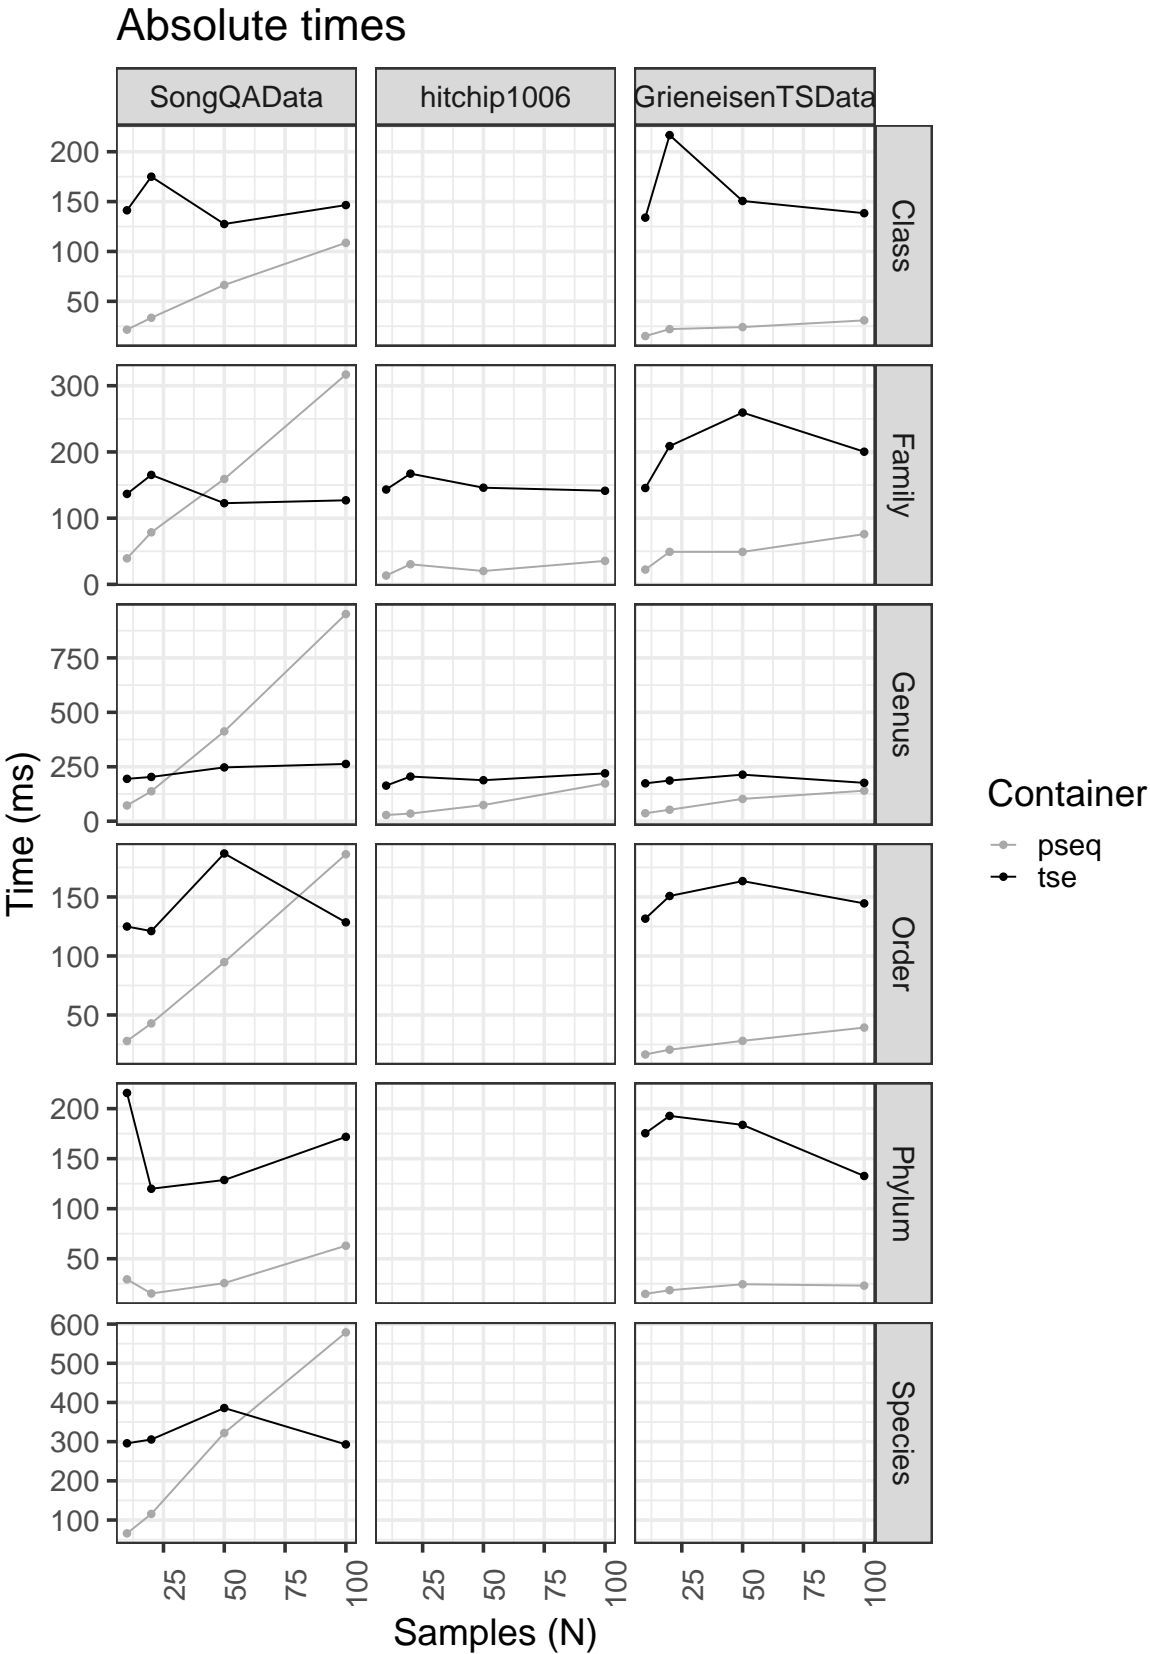 Absolute times
SongQAData
hitchip1006
GrieneisenTSData
200
150
100
50
Class
300
200
100
0
Family
750
500
250
0
Genus
150
100
50
Order
200
150
100
50
Phylum
600
500
400
300
200
100
Species
25 50 75 100
25 50 75 100
25 50 75 100
Samples (N)
Time (ms)
Container
pseq
tse